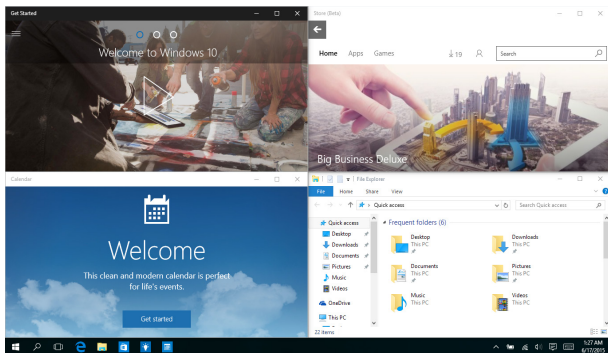 Get Started
Welcome to Windows 10
Store (Beta)
Home Apps Games 19 Search
Big Business Deluxe
Calendar
Welcome
This clean and modern calendar is perfect
for life's events.
Get started
File Explorer
File Home Share View
Quick access Search Quick access
Quick access
Desktop
Downloads
Documents
Pictures
Music
Videos
OneDrive
This PC
Frequent folders (6)
Desktop
This PC
Downloads
This PC
Documents
This PC
Pictures
This PC
Music
This PC
Videos
This PC
22 items
1:27 AM
6/17/2015